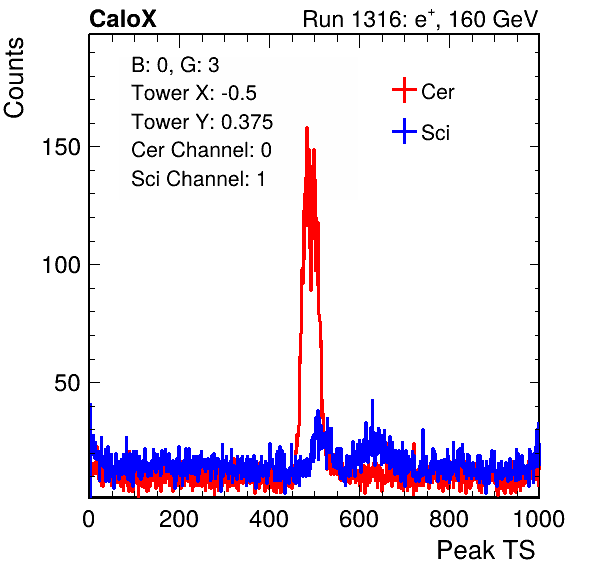 CaloX
Run 1316: e+, 160 GeV
Counts
B: 0, G: 3
Tower X: -0.5
Tower Y: 0.375
Cer Channel: 0
Sci Channel: 1
Cer
Sci
150
100
50
0 200 400 600 800 1000
Peak TS